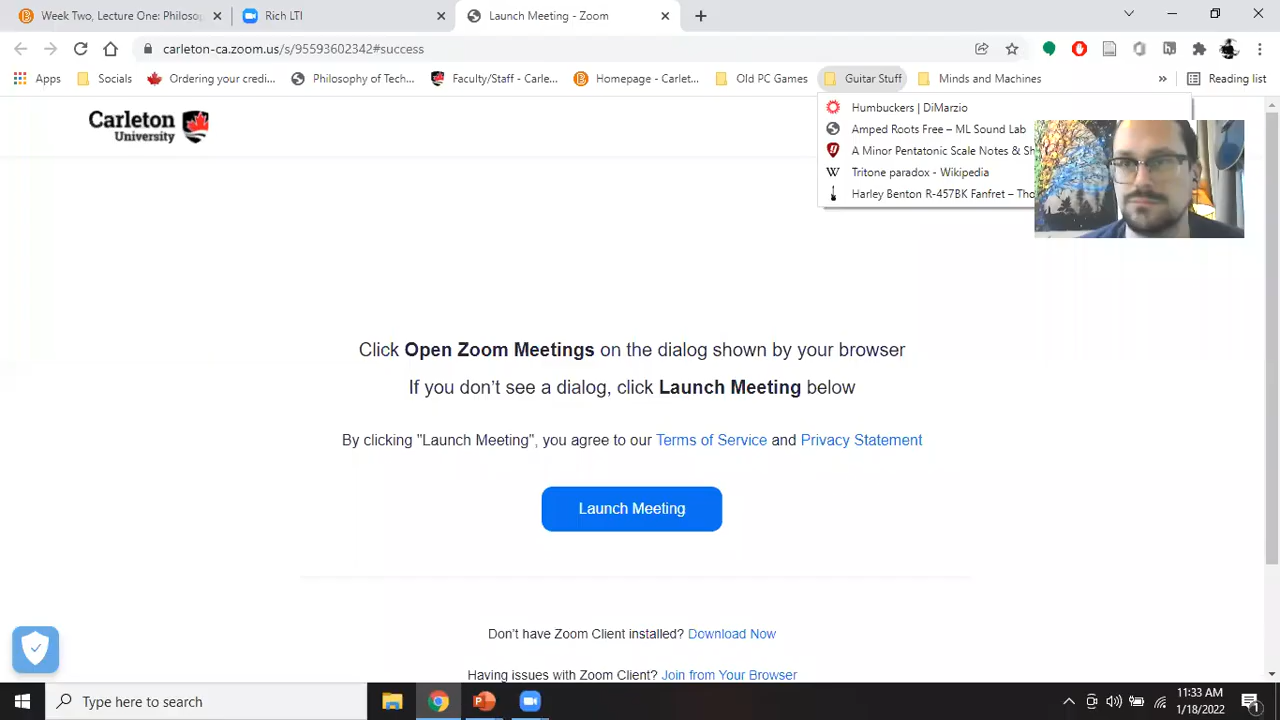 Week Two, Lecture One: Philosop
Rich LTI
Launch Meeting - Zoom
carleton-ca.zoom.us/s/95593602342#success
Apps
Socials
Ordering your credi...
Philosophy of Tech...
Faculty/Staff - Carle...
Homepage - Carlet...
Old PC Games
Guitar Stuff
Minds and Machines
»
Reading list
Humbuckers | DiMarzio
Amped Roots Free – ML Sound Lab
A Minor Pentatonic Scale Notes & Sh
Tritone paradox - Wikipedia
Harley Benton R-457BK Fanfret – Tho
Carleton
University
Click Open Zoom Meetings on the dialog shown by your browser
If you don't see a dialog, click Launch Meeting below
By clicking "Launch Meeting", you agree to our Terms of Service and Privacy Statement
Launch Meeting
Don't have Zoom Client installed? Download Now
Having issues with Zoom Client? Join from Your Browser
Type here to search
11:33 AM
1/18/2022